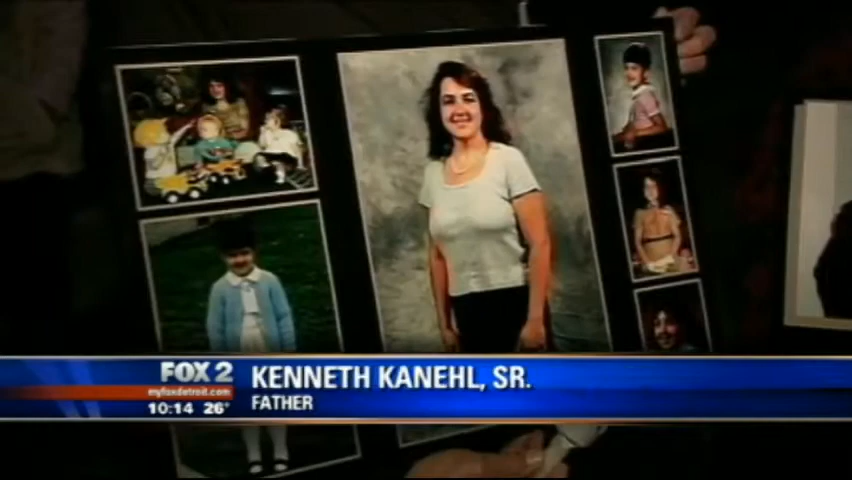 FOX 2
myfoxdetroit.com
10:14 26°
KENNETH KANEHL, SR.
FATHER